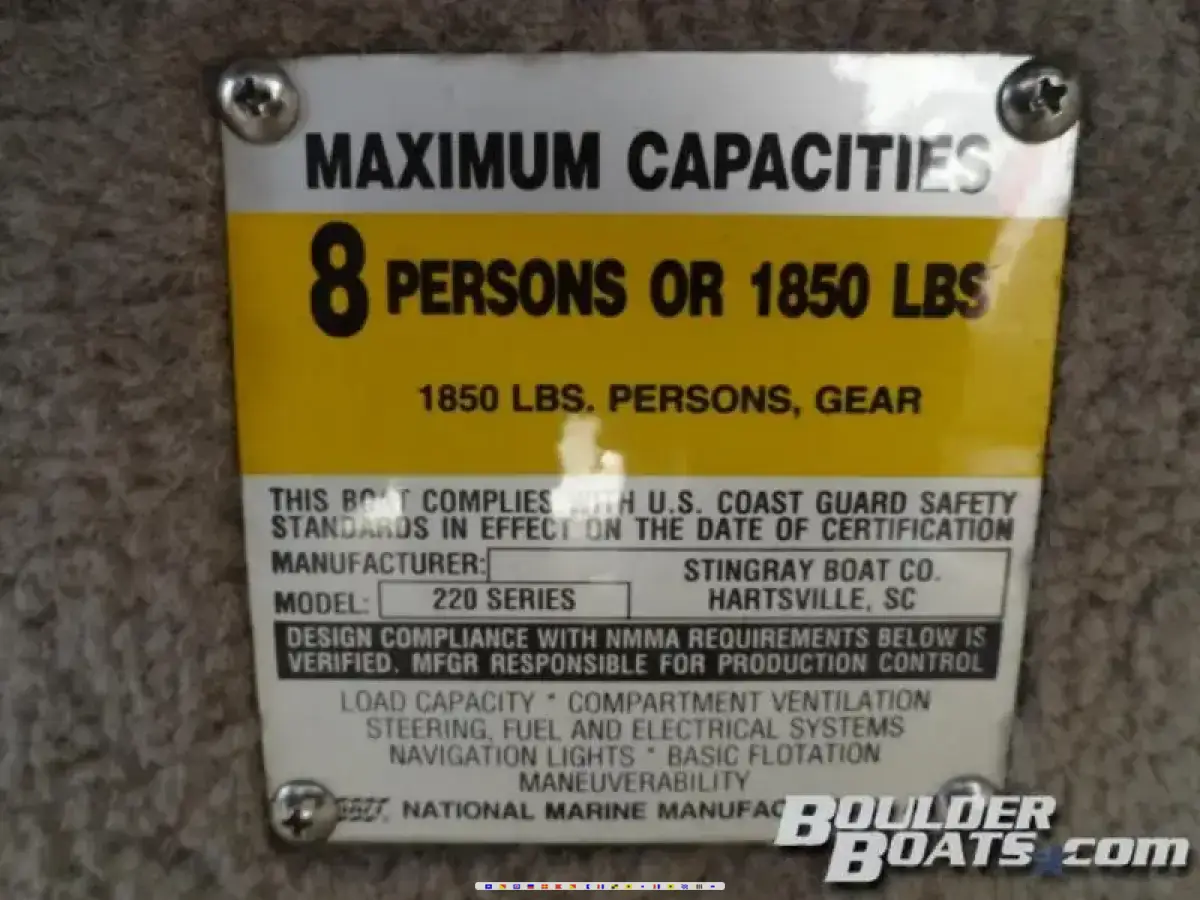 MAXIMUM CAPACITIES
8 PERSONS OR 1850 LBS
1850 LBS. PERSONS, GEAR
THIS BOAT COMPLIES WITH U.S. COAST GUARD SAFETY
STANDARDS IN EFFECT ON THE DATE OF CERTIFICATION
MANUFACTURER: STINGRAY BOAT CO.
MODEL: 220 SERIES HARTSVILLE, SC
DESIGN COMPLIANCE WITH NMMA REQUIREMENTS BELOW IS
VERIFIED. MFGR RESPONSIBLE FOR PRODUCTION CONTROL
LOAD CAPACITY * COMPARTMENT VENTILATION
STEERING, FUEL AND ELECTRICAL SYSTEMS
NAVIGATION LIGHTS * BASIC FLOTATION
MANEUVERABILITY
NATIONAL MARINE
BOULDER
BOATS.com